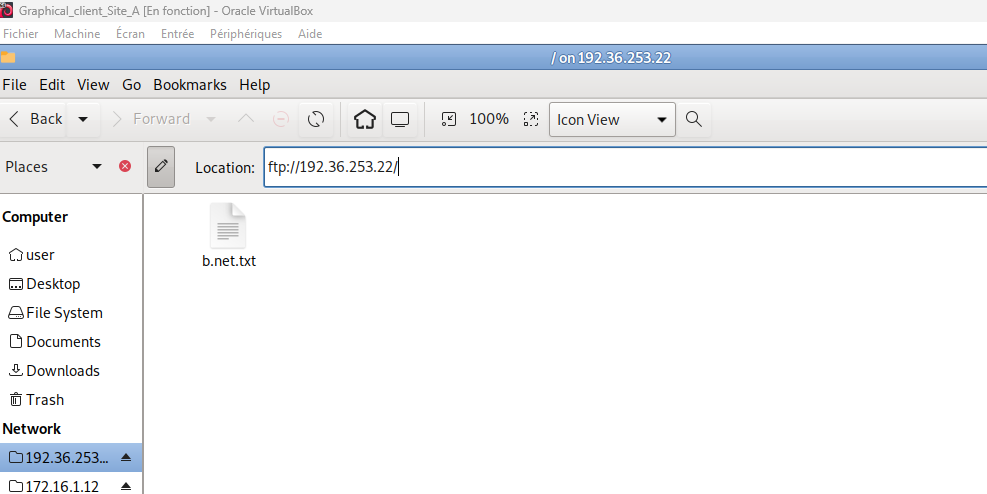 Graphical_client_Site_A [En fonction] - Oracle VirtualBox
Fichier Machine Écran Entrée Périphériques Aide
/ on 192.36.253.22
File Edit View Go Bookmarks Help
Back Forward 100% Icon View
Places Location: ftp://192.36.253.22/
Computer
user
Desktop
File System
Documents
Downloads
Trash
Network
192.36.253...
172.16.1.12
b.net.txt